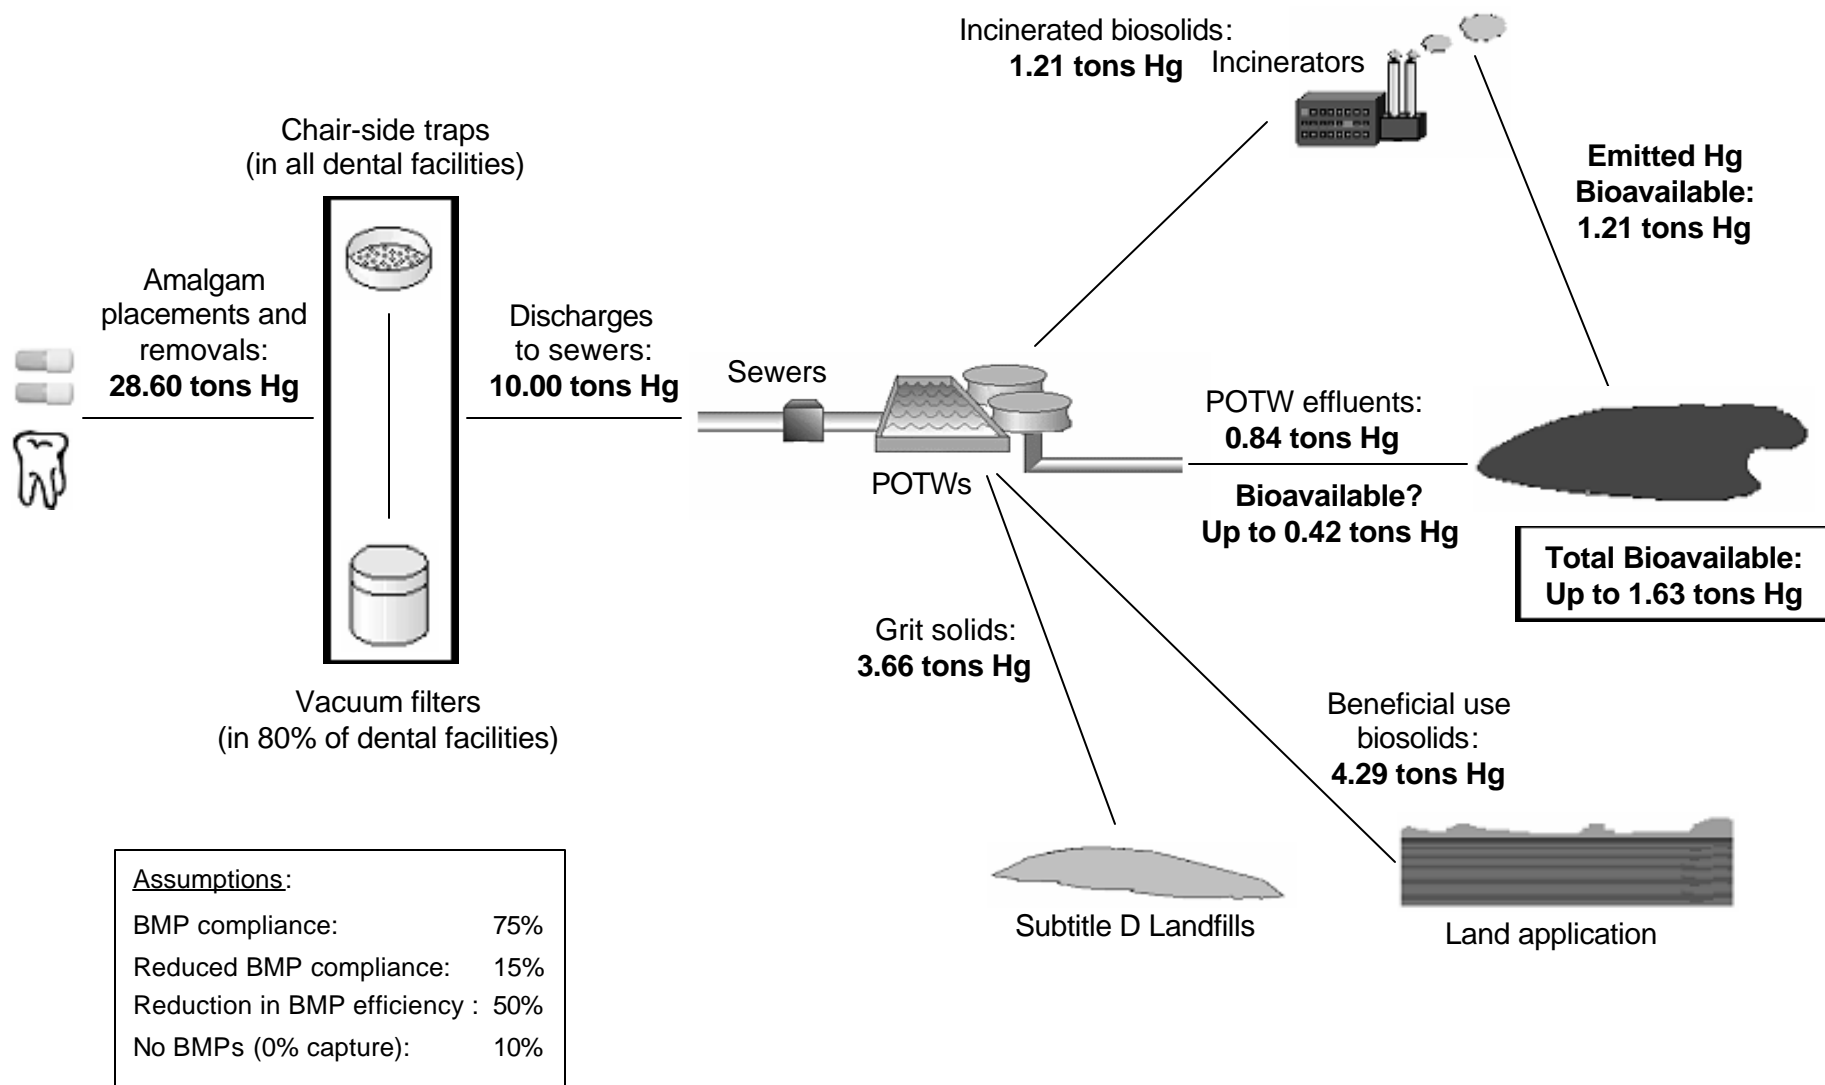 Incinerated biosolids:
1.21 tons Hg
Incinerators
Chair-side traps
(in all dental facilities)
Emitted Hg
Bioavailable:
1.21 tons Hg
Amalgam
placements and
removals:
28.60 tons Hg
Discharges
to sewers:
10.00 tons Hg
Sewers
POTWs
POTW effluents:
0.84 tons Hg
Bioavailable?
Up to 0.42 tons Hg
Total Bioavailable:
Up to 1.63 tons Hg
Grit solids:
3.66 tons Hg
Vacuum filters
(in 80% of dental facilities)
Beneficial use
biosolids:
4.29 tons Hg
Subtitle D Landfills
Land application
Assumptions:
BMP compliance: 75%
Reduced BMP compliance: 15%
Reduction in BMP efficiency : 50%
No BMPs (0% capture): 10%